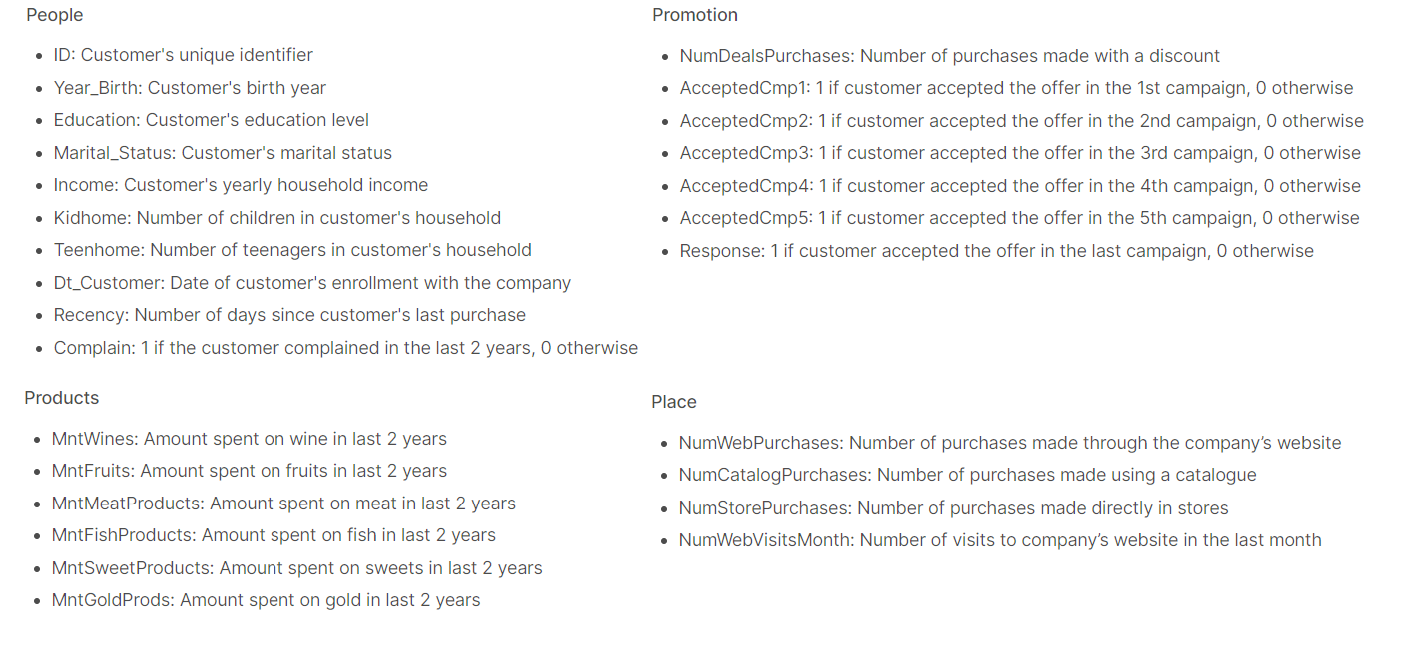 People
ID: Customer's unique identifier
Year_Birth: Customer's birth year
Education: Customer's education level
Marital_Status: Customer's marital status
Income: Customer's yearly household income
Kidhome: Number of children in customer's household
Teenhome: Number of teenagers in customer's household
Dt_Customer: Date of customer's enrollment with the company
Recency: Number of days since customer's last purchase
Complain: 1 if the customer complained in the last 2 years, 0 otherwise
Promotion
NumDealsPurchases: Number of purchases made with a discount
AcceptedCmp1: 1 if customer accepted the offer in the 1st campaign, 0 otherwise
AcceptedCmp2: 1 if customer accepted the offer in the 2nd campaign, 0 otherwise
AcceptedCmp3: 1 if customer accepted the offer in the 3rd campaign, 0 otherwise
AcceptedCmp4: 1 if customer accepted the offer in the 4th campaign, 0 otherwise
AcceptedCmp5: 1 if customer accepted the offer in the 5th campaign, 0 otherwise
Response: 1 if customer accepted the offer in the last campaign, 0 otherwise
Products
MntWines: Amount spent on wine in last 2 years
MntFruits: Amount spent on fruits in last 2 years
MntMeatProducts: Amount spent on meat in last 2 years
MntFishProducts: Amount spent on fish in last 2 years
MntSweetProducts: Amount spent on sweets in last 2 years
MntGoldProds: Amount spent on gold in last 2 years
Place
NumWebPurchases: Number of purchases made through the company’s website
NumCatalogPurchases: Number of purchases made using a catalogue
NumStorePurchases: Number of purchases made directly in stores
NumWebVisitsMonth: Number of visits to company’s website in the last month